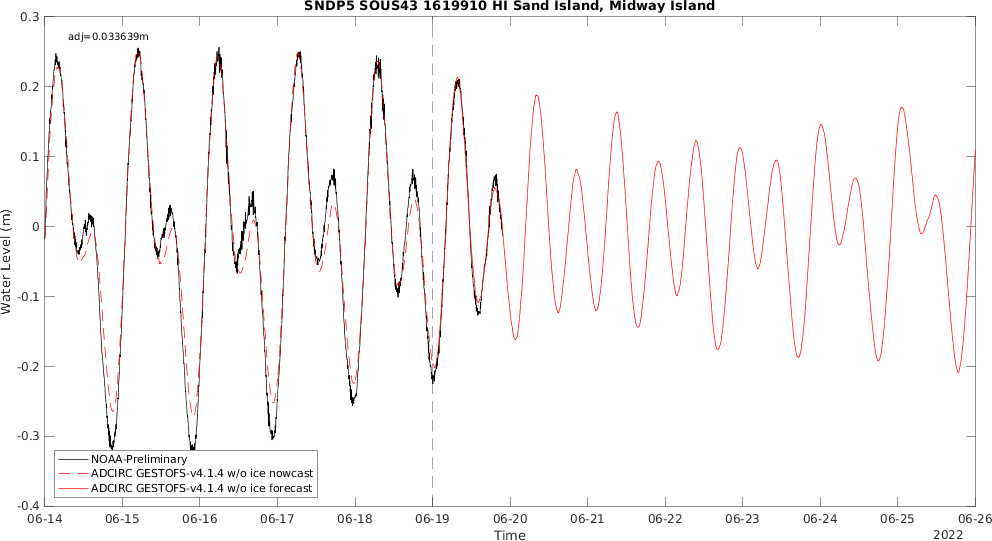 SNDP5 SOUS43 1619910 HI Sand Island, Midway Island
adj=0.033639m
0.3
0.2
0.1
0
-0.1
-0.2
-0.3
-0.4
Water Level (m)
NOAA-Preliminary
ADCIRC GESTOFS-v4.1.4 w/o ice nowcast
ADCIRC GESTOFS-v4.1.4 w/o ice forecast
06-14 06-15 06-16 06-17 06-18 06-19 06-20 06-21 06-22 06-23 06-24 06-25 06-26
Time
2022